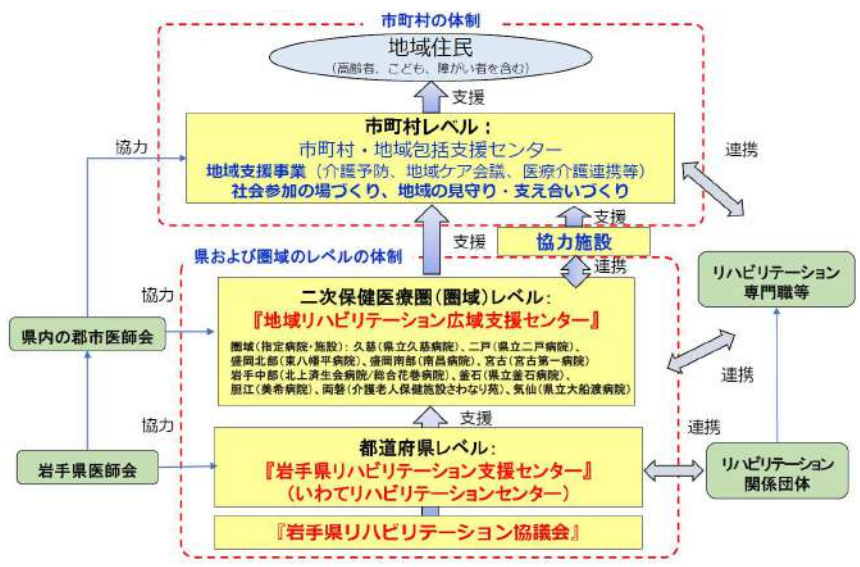 市町村の体制
地域住民
(高齢者、こども、障がい者を含む)
支援
協力
市町村レベル：
市町村・地域包括支援センター
地域支援事業（介護予防、地域ケア会議、医療介護連携等）
社会参加の場づくり、地域の見守り・支え合いづくり
連携
支援
支援
協力施設
県および圏域のレベルの体制
連携
リハビリテーション
専門職等
協力
二次保健医療圏(圏域)レベル：
『地域リハビリテーション広域支援センター』
圏域(指定病院・施設)：久慈(県立久慈病院)、二戸(県立二戸病院)
盛岡北部(東八幡平病院)、盛岡南部(南昌病院)、宮古(宮古第一病院)
岩手中部(北上済生会病院/総合花巻病院)、釜石(県立釜石病院)、
胆江(美希病院)、両磐(介護老人保健施設さわなり苑)、気仙(県立大船渡病院)
県内の郡市医師会
連携
支援
協力
都道府県レベル：
『岩手県リハビリテーション支援センター』
(いわてリハビリテーションセンター)
連携
岩手県医師会
リハビリテーション
関係団体
『岩手県リハビリテーション協議会』